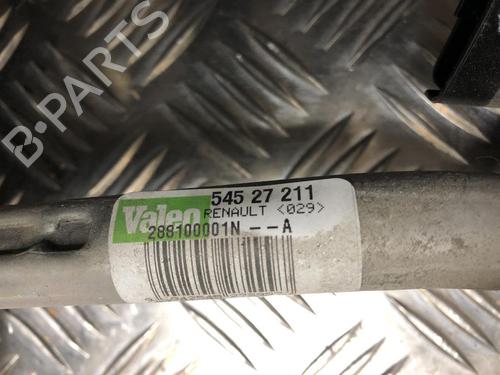 B-PARTS
Valeo
545 27 211
RENAULT <029>
288100001N --A